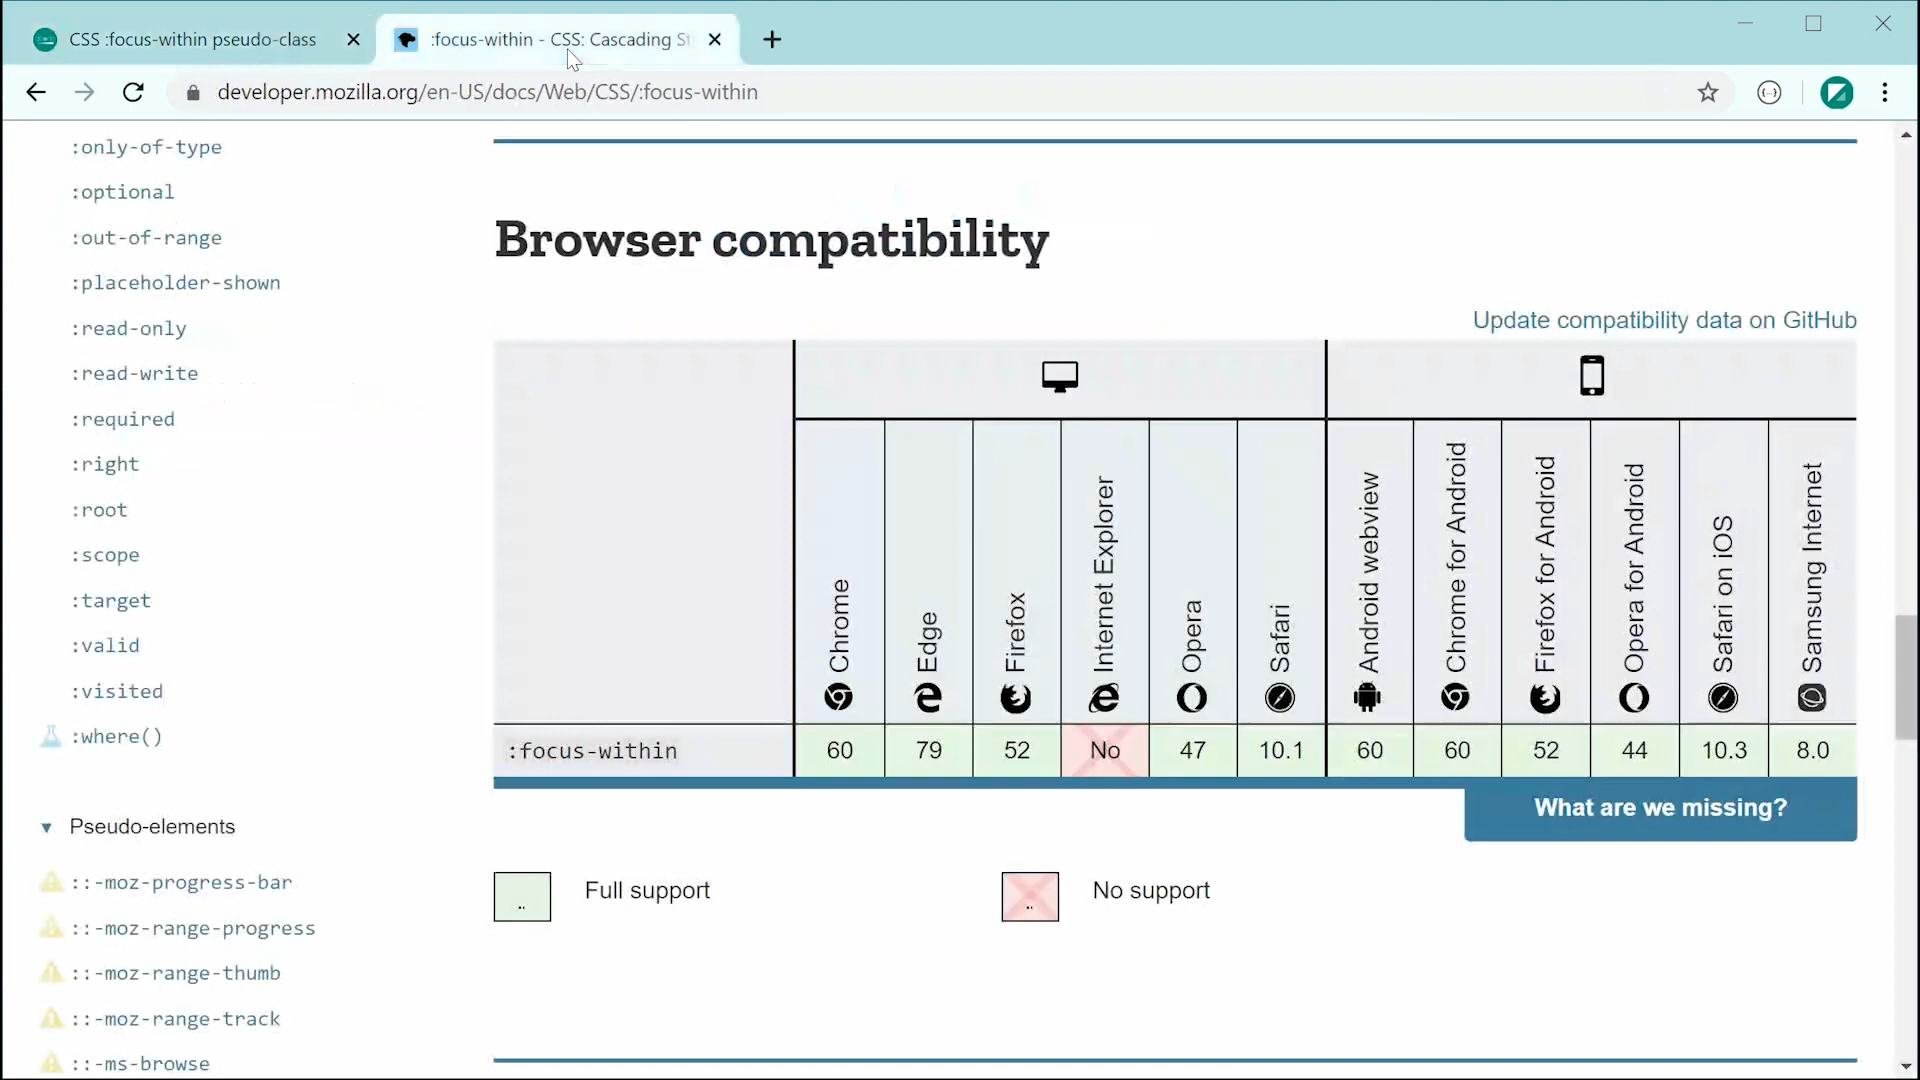 CSS :focus-within pseudo-class
:focus-within - CSS: Cascading St
developer.mozilla.org/en-US/docs/Web/CSS/:focus-within
:only-of-type
:optional
:out-of-range
:placeholder-shown
:read-only
:read-write
:required
:right
:root
:scope
:target
:valid
:visited
:where()
Pseudo-elements
::-moz-progress-bar
::-moz-range-progress
::-moz-range-thumb
::-moz-range-track
::-ms-browse
Browser compatibility
Update compatibility data on GitHub
Chrome
Edge
Firefox
Internet Explorer
Opera
Safari
Android webview
Chrome for Android
Firefox for Android
Opera for Android
Safari on iOS
Samsung Internet
:focus-within 60 79 52 No 47 10.1 60 60 52 44 10.3 8.0
What are we missing?
.. Full support
.. No support